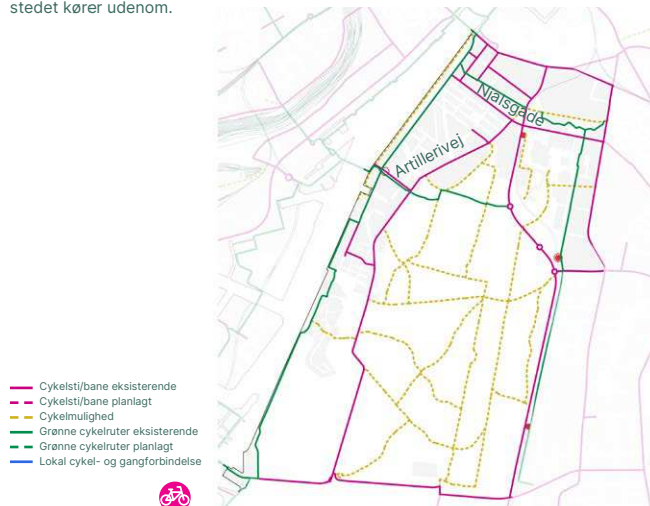 stedet kører udenom.
Njalsgade
Artillerivej
Cykelsti/bane eksisterende
Cykelsti/bane planlagt
Cykelmulighed
Grønne cykelruter eksisterende
Grønne cykelruter planlagt
Lokal cykel- og gangforbindelse